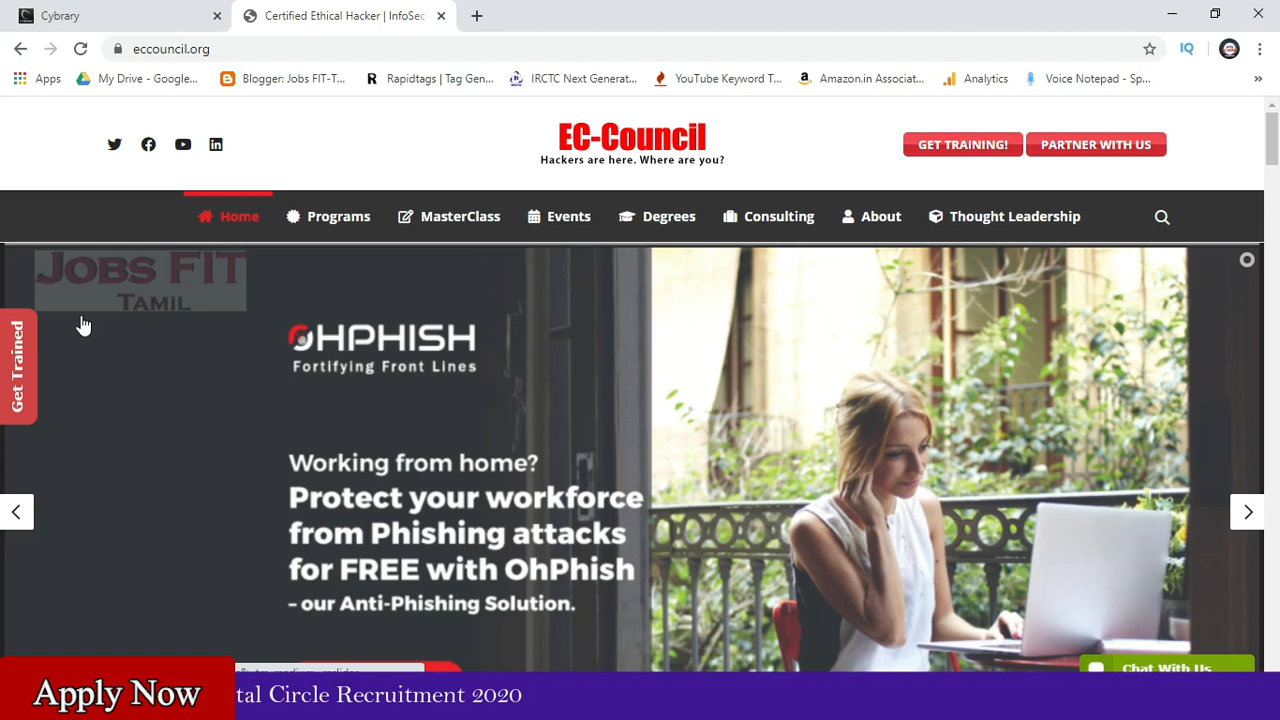 Cybrary
Certified Ethical Hacker | InfoSec
eccouncil.org
IQ
Apps
My Drive - Google...
Blogger: Jobs FIT-T...
Rapidtags | Tag Gen...
IRCTC Next Generat...
YouTube Keyword T...
Amazon.in Associat...
Analytics
Voice Notepad - Sp...
EC-Council
Hackers are here. Where are you?
GET TRAINING!
PARTNER WITH US
Home
Programs
MasterClass
Events
Degrees
Consulting
About
Thought Leadership
JOBS FIT
TAMIL
Get Trained
OHPHISH
Fortifying Front Lines
Working from home?
Protect your workforce
from Phishing attacks
for FREE with OhPhish
– our Anti-Phishing Solution.
Chat With Us
Apply Now
tal Circle Recruitment 2020